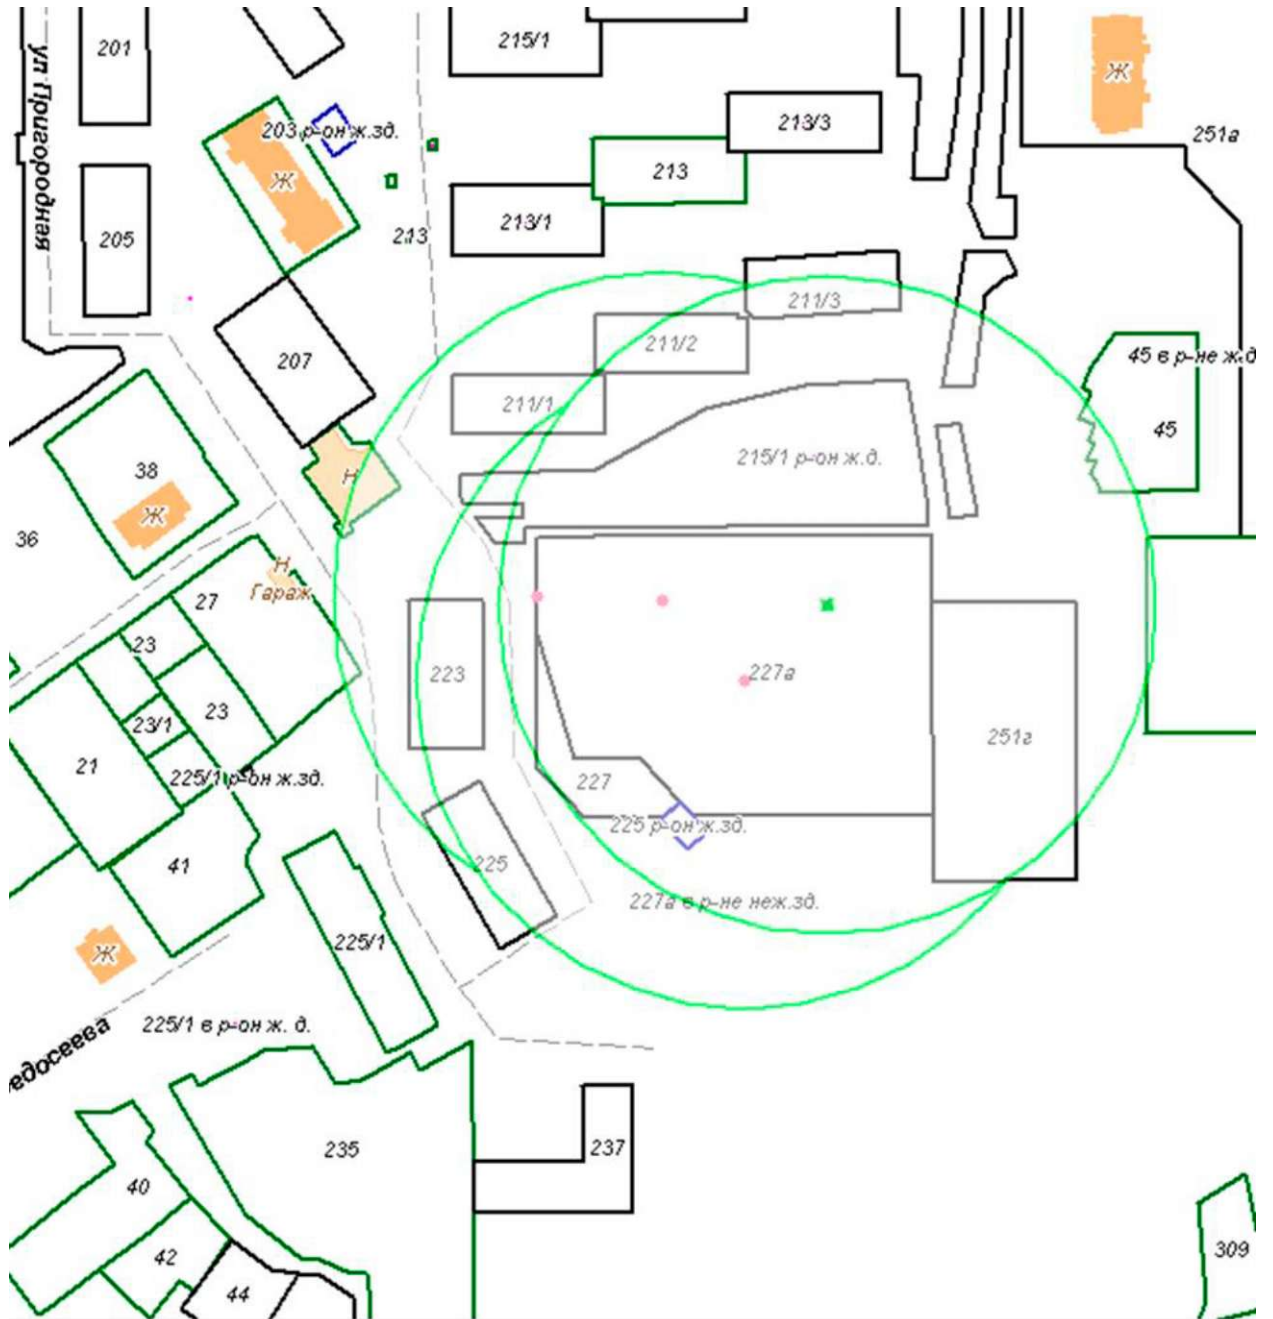 201
215/1
Ж
251а
203 р-он ж.зд.
213/3
213
Ж
ул Пригородная
205
213/1
213
211/3
211/2
207
45 в р-не ж.д
211/1
45
38
215/1 р-он ж.д.
Н
Ж
36
Н
Гараж
27
23
223
227а
23
23/1
251г
21
225/1 р-он ж.зд.
227
225 р-он ж.зд.
41
225
227а в р-не неж.зд.
225/1
Ж
225/1 в р-он ж. д.
едосеева
235
237
40
42
309
44